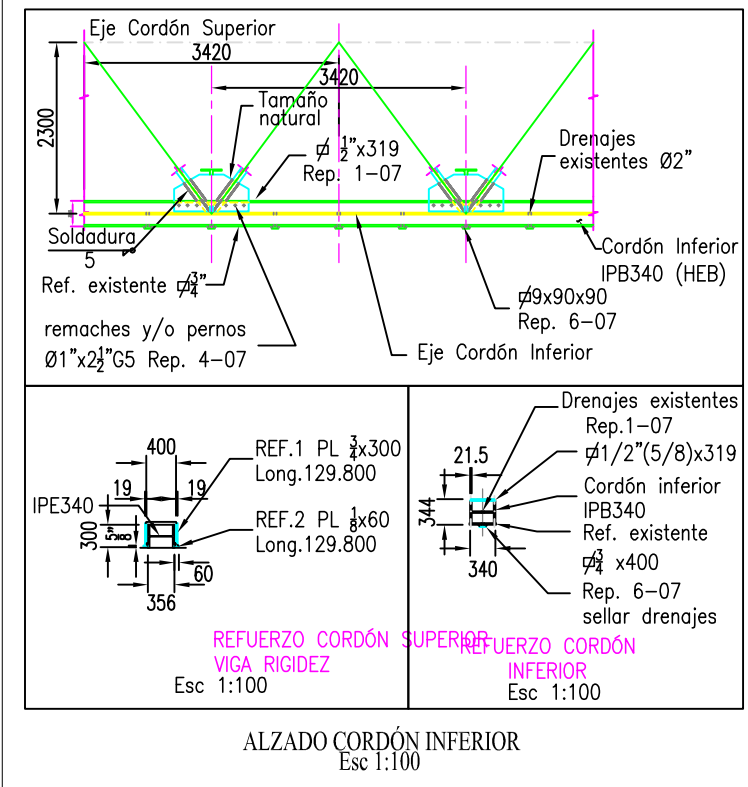 Eje Cordón Superior
3420
3420
2300
Tamaño
natural
⌰ 1/2"x319
Rep. 1-07
Drenajes
existentes Ø2"
Soldadura
5
Ref. existente ⌰3/4"
Cordón Inferior
IPB340 (HEB)
⌰9x90x90
Rep. 6-07
remaches y/o pernos
Ø1"x2 1/2"G5 Rep. 4-07
Eje Cordón Inferior
400
19
19
IPE340
300
5/8"
356
60
REF.1 PL 3/4x300
Long.129.800
REF.2 PL 1/8x60
Long.129.800
REFUERZO CORDÓN SUPERIOR
VIGA RIGIDEZ
Esc 1:100
Drenajes existentes
Rep.1-07
⌰1/2"(5/8)x319
21.5
344
340
Cordón inferior
IPB340
Ref. existente
⌰3/4 x400
Rep. 6-07
sellar drenajes
REFUERZO CORDÓN
INFERIOR
Esc 1:100
ALZADO CORDÓN INFERIOR
Esc 1:100